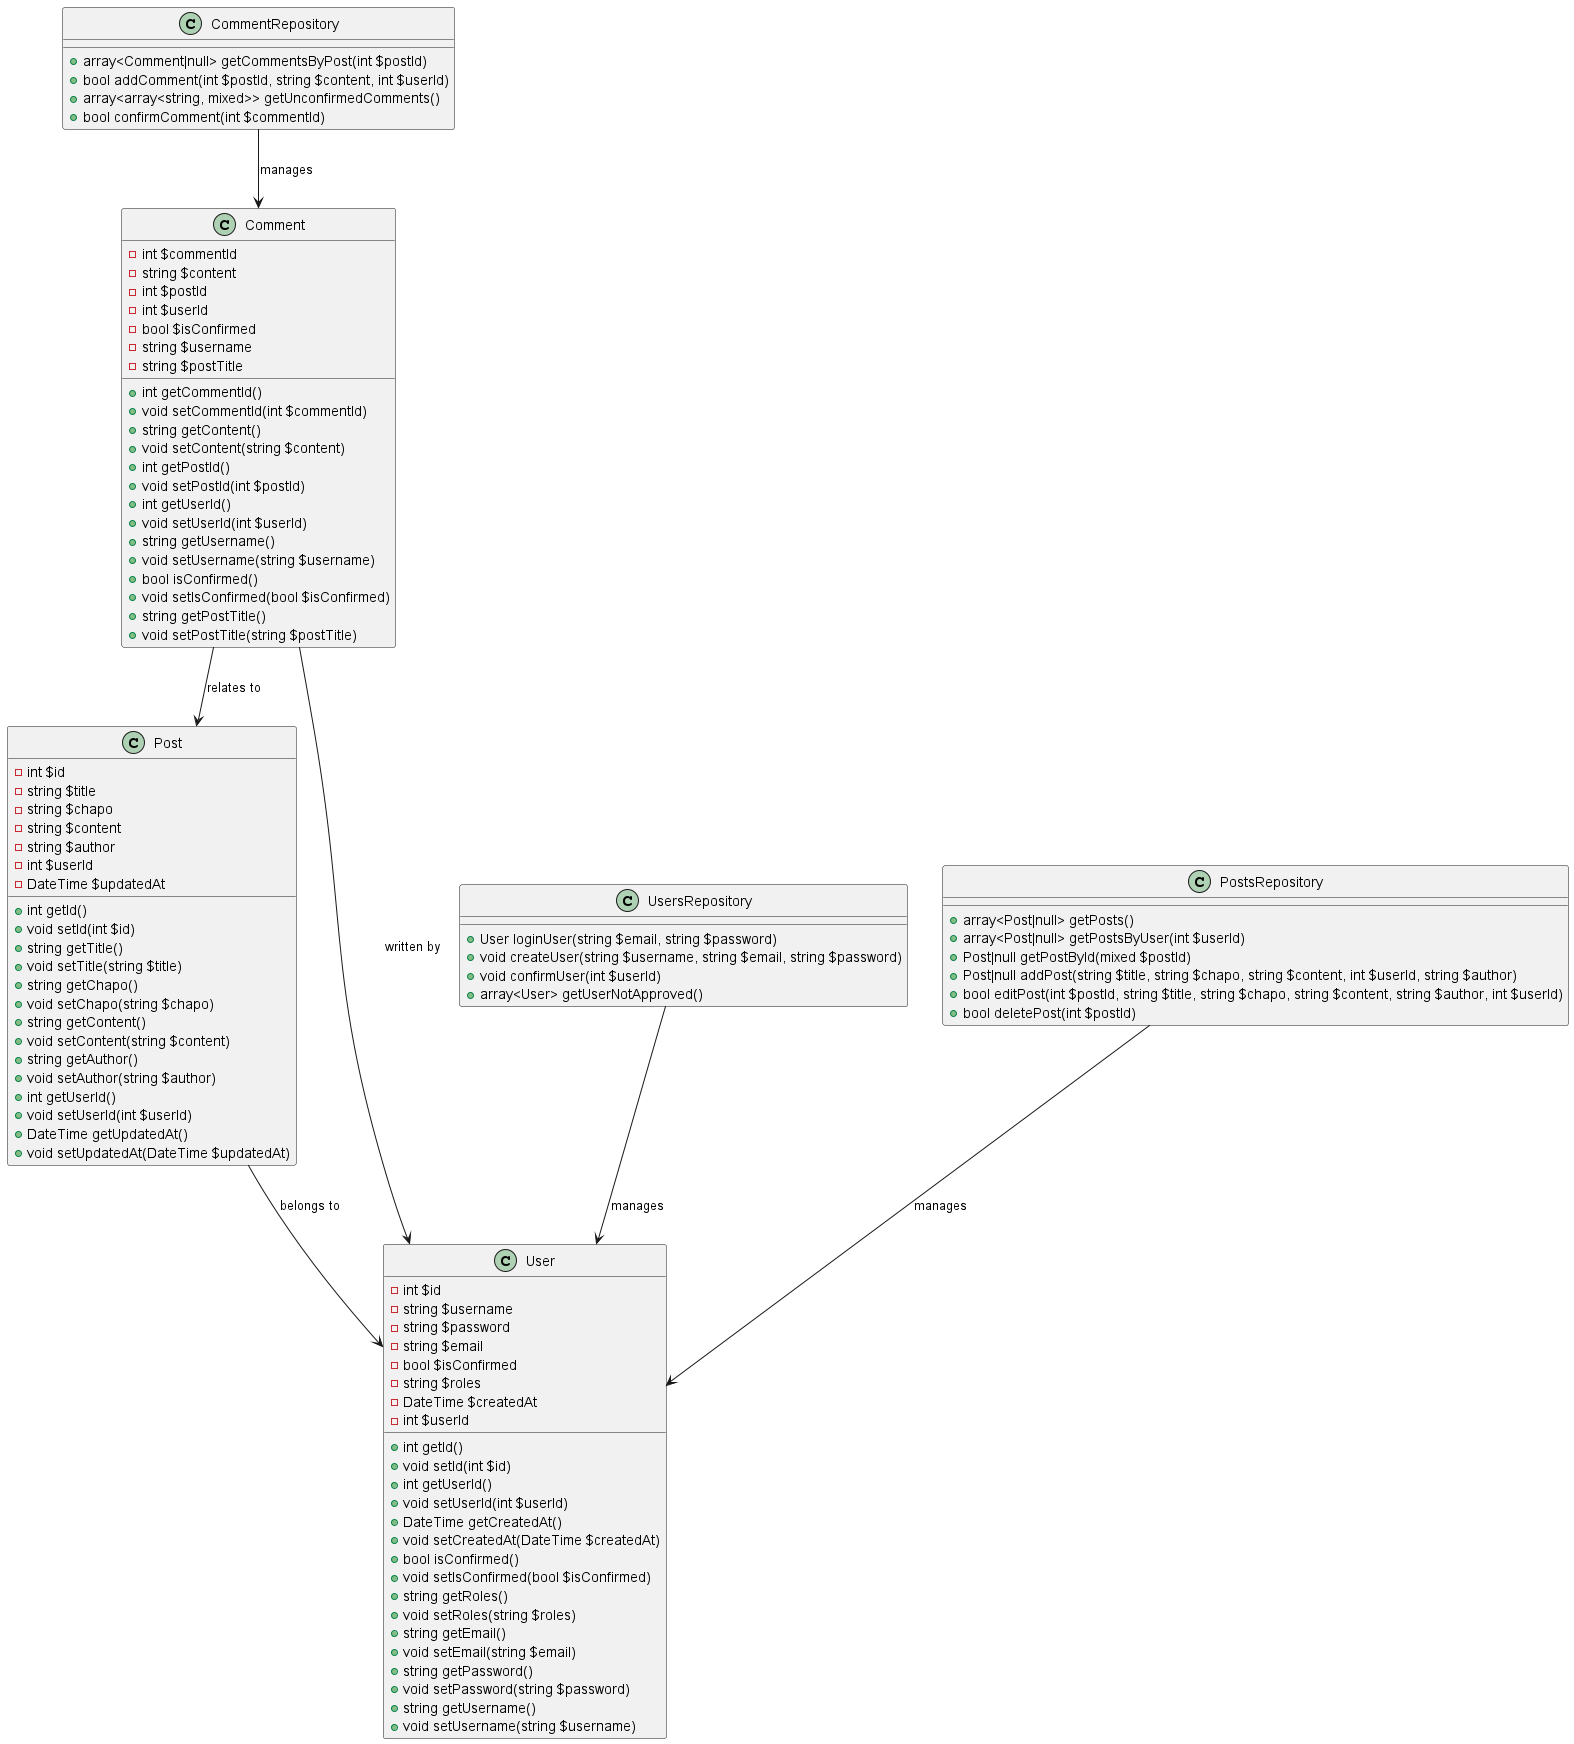 C CommentRepository
array<Comment|null> getCommentsByPost(int $postId)
bool addComment(int $postId, string $content, int $userId)
array<array<string, mixed>> getUnconfirmedComments()
bool confirmComment(int $commentId)
manages
C Comment
int $commentId
string $content
int $postId
int $userId
bool $isConfirmed
string $username
string $postTitle
int getCommentId()
void setCommentId(int $commentId)
string getContent()
void setContent(string $content)
int getPostId()
void setPostId(int $postId)
int getUserId()
void setUserId(int $userId)
string getUsername()
void setUsername(string $username)
bool isConfirmed()
void setIsConfirmed(bool $isConfirmed)
string getPostTitle()
void setPostTitle(string $postTitle)
relates to
C Post
int $id
string $title
string $chapo
string $content
string $author
int $userId
DateTime $updatedAt
int getId()
void setId(int $id)
string getTitle()
void setTitle(string $title)
string getChapo()
void setChapo(string $chapo)
string getContent()
void setContent(string $content)
string getAuthor()
void setAuthor(string $author)
int getUserId()
void setUserId(int $userId)
DateTime getUpdatedAt()
void setUpdatedAt(DateTime $updatedAt)
written by
C UsersRepository
User loginUser(string $email, string $password)
void createUser(string $username, string $email, string $password)
void confirmUser(int $userId)
array<User> getUserNotApproved()
C PostsRepository
array<Post|null> getPosts()
array<Post|null> getPostsByUser(int $userId)
Post|null getPostById(mixed $postId)
Post|null addPost(string $title, string $chapo, string $content, int $userId, string $author)
bool editPost(int $postId, string $title, string $chapo, string $content, string $author, int $userId)
bool deletePost(int $postId)
belongs to
manages
manages
C User
int $id
string $username
string $password
string $email
bool $isConfirmed
string $roles
DateTime $createdAt
int $userId
int getId()
void setId(int $id)
int getUserId()
void setUserId(int $userId)
DateTime getCreatedAt()
void setCreatedAt(DateTime $createdAt)
bool isConfirmed()
void setIsConfirmed(bool $isConfirmed)
string getRoles()
void setRoles(string $roles)
string getEmail()
void setEmail(string $email)
string getPassword()
void setPassword(string $password)
string getUsername()
void setUsername(string $username)